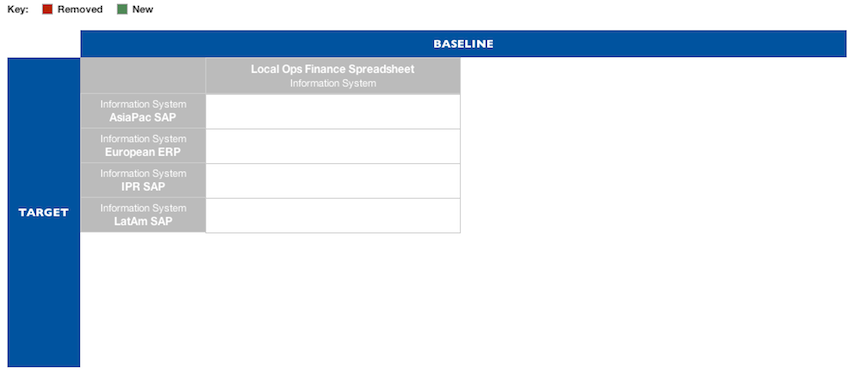 Key: Removed New
BASELINE
Local Ops Finance Spreadsheet
Information System
Information System
AsiaPac SAP
Information System
European ERP
Information System
IPR SAP
TARGET
Information System
LatAm SAP